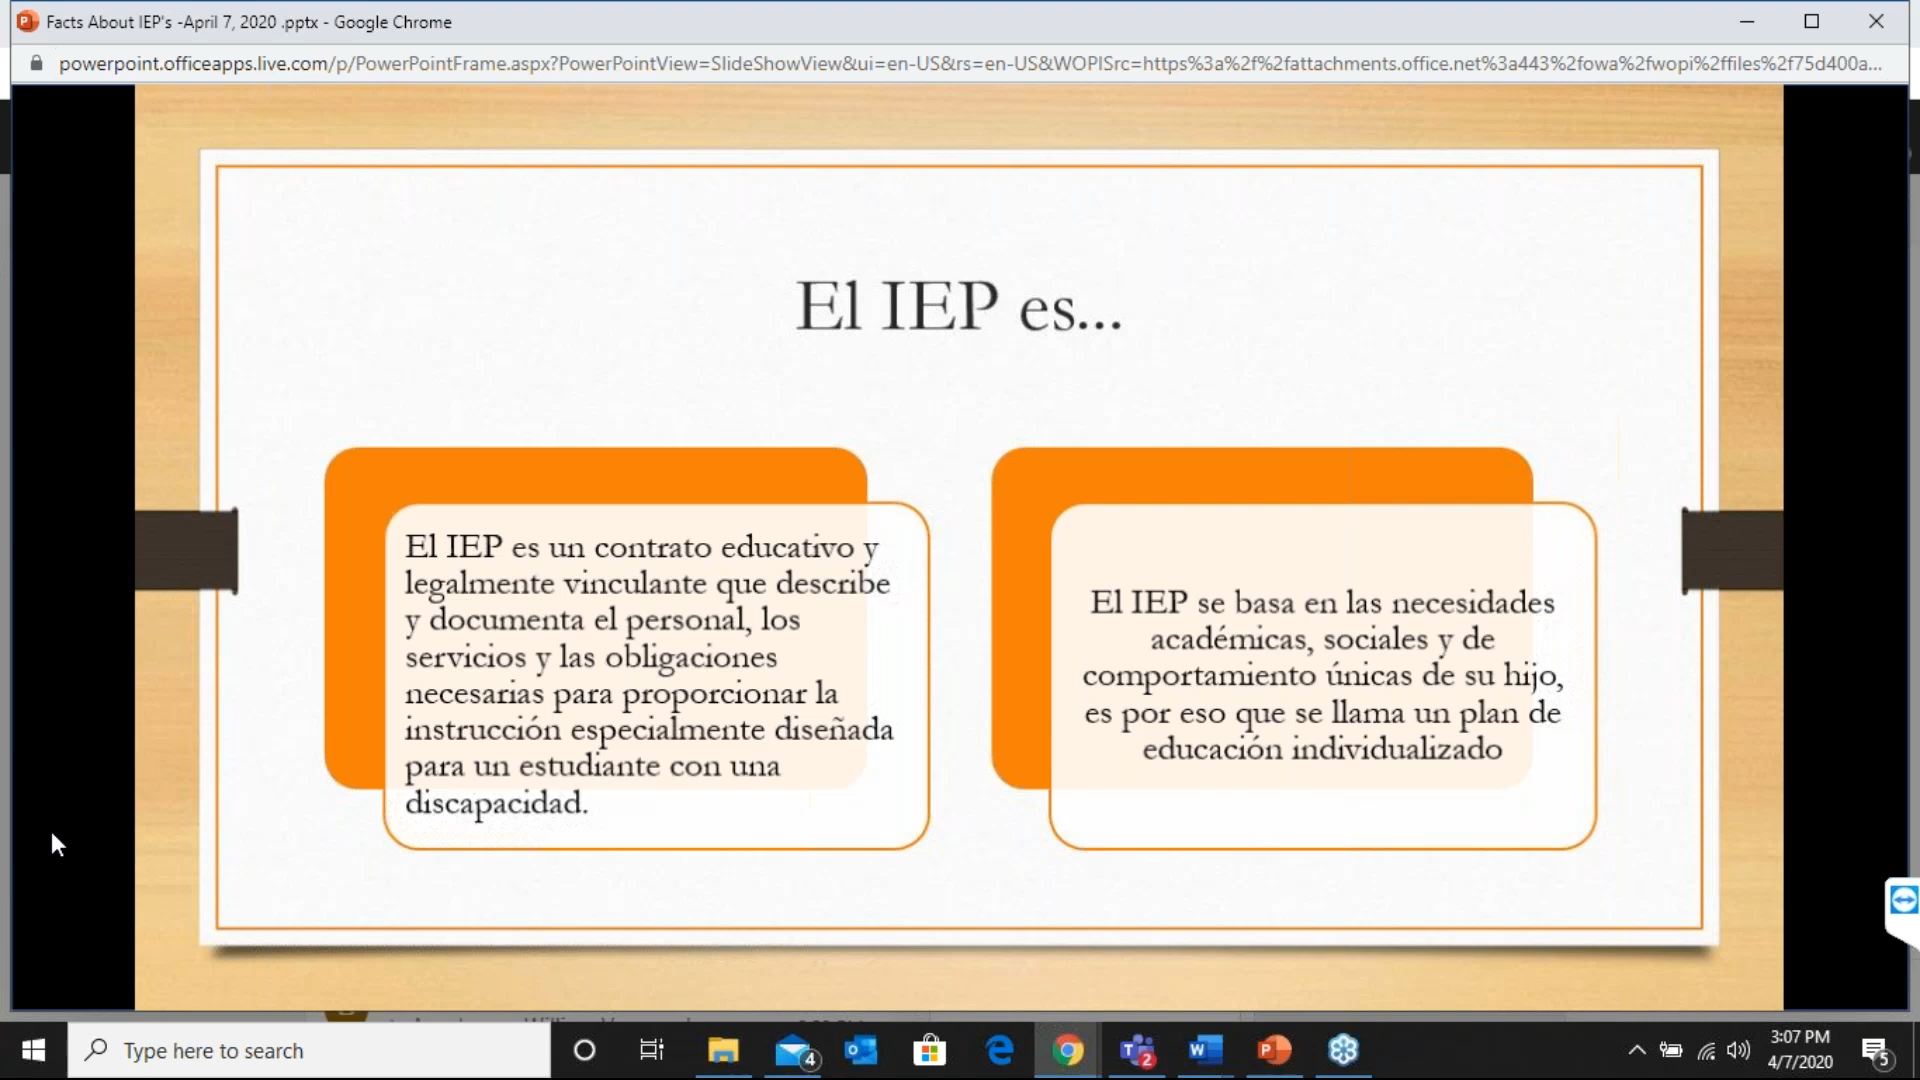 Facts About IEP's -April 7, 2020 .pptx - Google Chrome
powerpoint.officeapps.live.com/p/PowerPointFrame.aspx?PowerPointView=SlideShowView&ui=en-US&rs=en-US&WOPISrc=https%3a%2f%2fattachments.office.net%3a443%2fowa%2fwopi%2ffiles%2f75d400a...
El IEP es...
El IEP es un contrato educativo y
legalmente vinculante que describe
y documenta el personal, los
servicios y las obligaciones
necesarias para proporcionar la
instrucción especialmente diseñada
para un estudiante con una
discapacidad.
El IEP se basa en las necesidades
académicas, sociales y de
comportamiento únicas de su hijo,
es por eso que se llama un plan de
educación individualizado
Type here to search
4
2
3:07 PM
4/7/2020
5